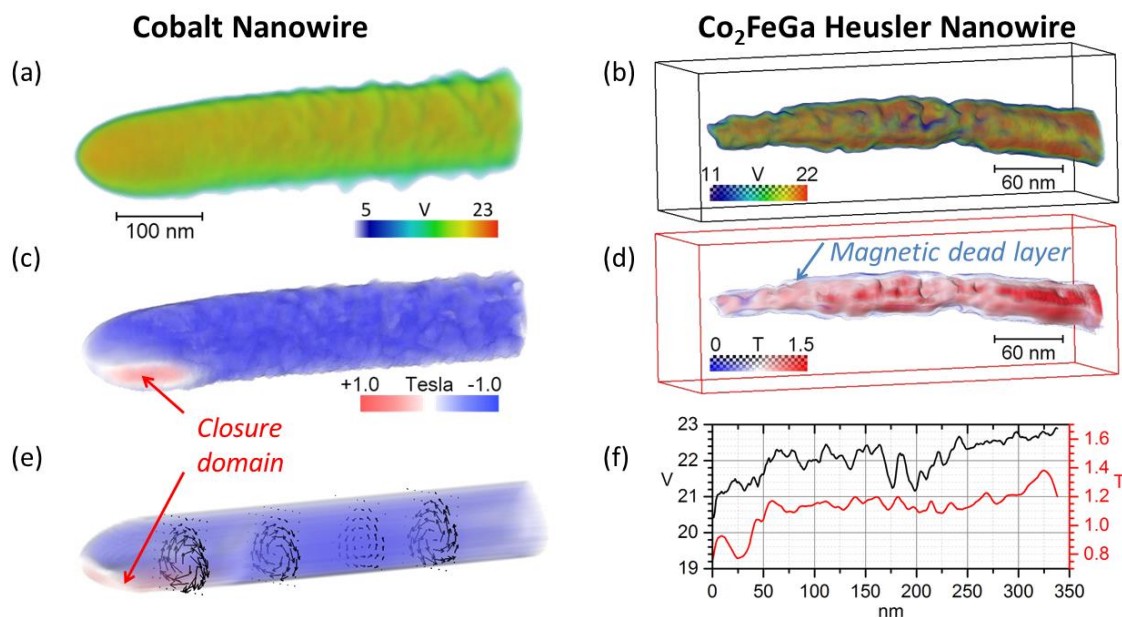 Cobalt Nanowire
Co₂FeGa Heusler Nanowire
(a)
100 nm
5 V 23
(b)
11 V 22
60 nm
(c)
+1.0 Tesla -1.0
Closure
domain
(d)
Magnetic dead layer
0 T 1.5
60 nm
(e)
(f)
23
22
21
20
19
V
1.6
1.4
1.2
1.0
0.8
T
0 50 100 150 200 250 300 350
nm